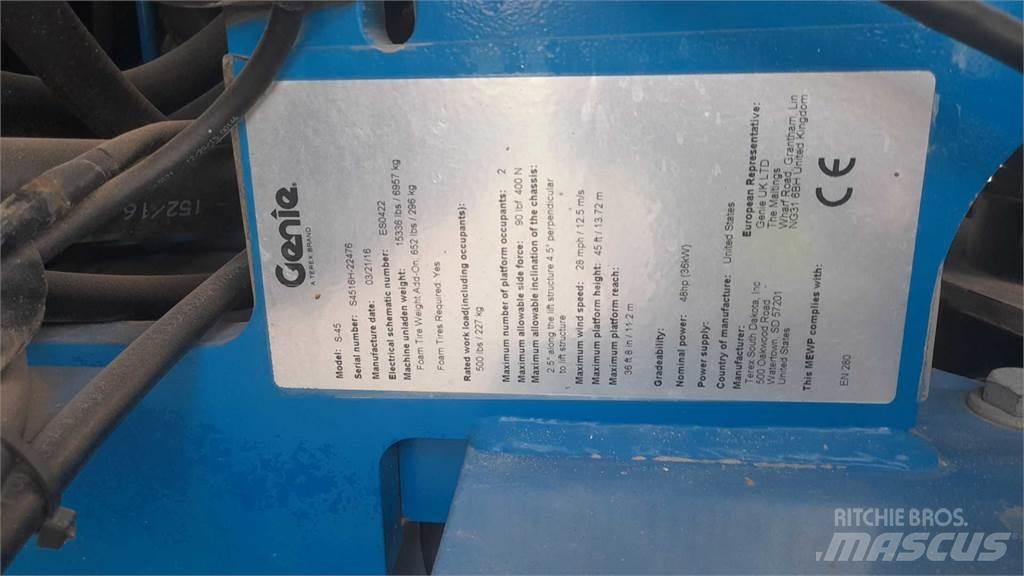 Genie
A TEREX BRAND
Model: S-45
Serial number: S4516H-22476
Manufacture date: 03/21/16
Electrical schematic number: ES0422
Machine unladen weight: 15336 lbs / 6957 kg
Foam Tire Weight Add-On: 652 lbs / 296 kg
Foam Tires Required: Yes
Rated work load(including occupants):
500 lbs / 227 kg
Maximum number of platform occupants: 2
Maximum allowable side force: 90 lbf 400 N
Maximum allowable inclination of the chassis:
2.5° along the lift structure 4.5° perpendicular
to lift structure
Maximum wind speed: 28 mph / 12.5 m/s
Maximum platform height: 45 ft / 13.72 m
Maximum platform reach:
36 ft 8 in / 11.2 m
Gradeability:
Nominal power: 48hp (36kW)
Power supply:
Country of manufacture: United States
Manufacturer:
Terex South Dakota, Inc
500 Oakwood Road
Watertown, SD 57201
United States
European Representative:
Genie UK LTD
The Maltings
Wharf Road, Grantham, Lin
NG31 6BH United Kingdom
This MEWP complies with:
EN 280
CE
152/16
RITCHIE BROS.
MASCUS